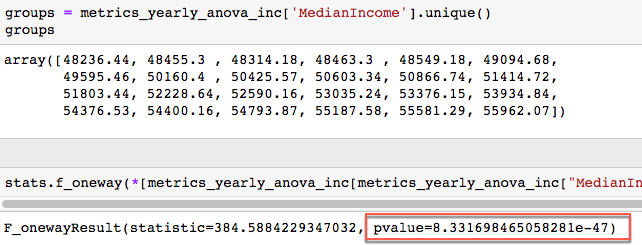 groups = metrics_yearly_anova_inc['MedianIncome'].unique()
groups
array([48236.44, 48455.3 , 48314.18, 48463.3 , 48549.18, 49094.68,
49595.46, 50160.4 , 50425.57, 50603.34, 50866.74, 51414.72,
51803.44, 52228.64, 52590.16, 53035.24, 53376.15, 53934.84,
54376.53, 54400.16, 54793.87, 55187.58, 55581.29, 55962.07])
stats.f_oneway(*[metrics_yearly_anova_inc[metrics_yearly_anova_inc["MedianIn
F_onewayResult(statistic=384.5884229347032, pvalue=8.331698465058281e-47)